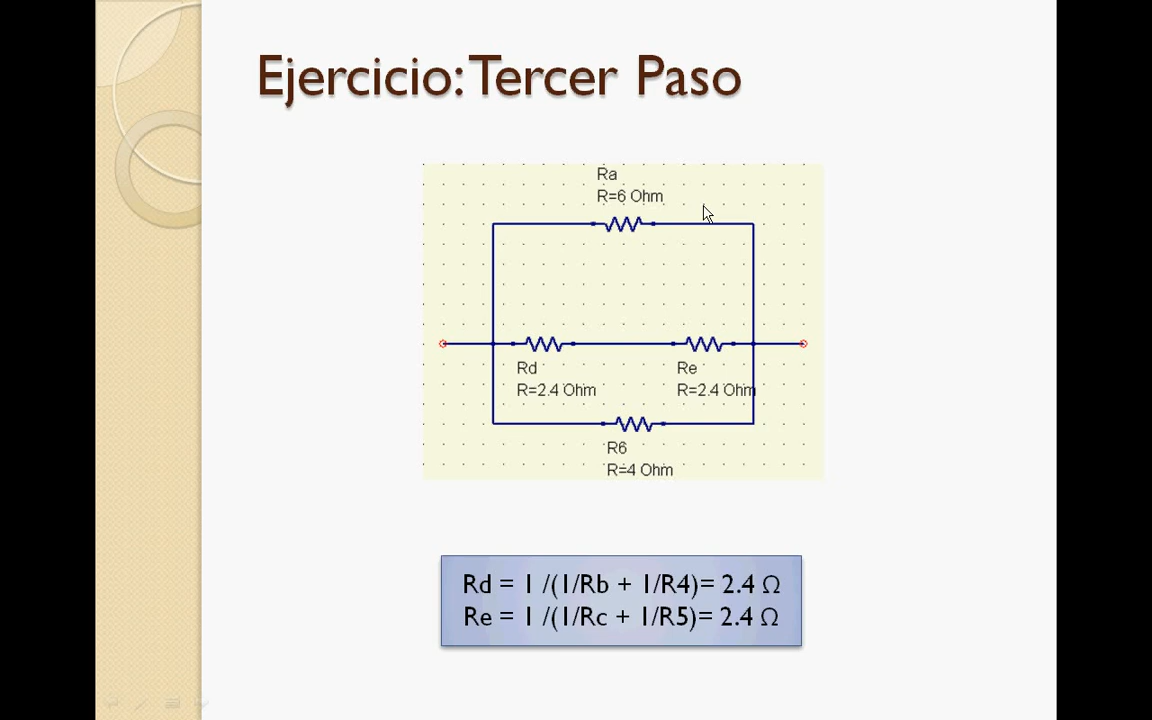 Ejercicio: Tercer Paso
Ra
R=6 Ohm
Rd
R=2.4 Ohm
Re
R=2.4 Ohm
R6
R=4 Ohm
Rd = 1 /(1/Rb + 1/R4)= 2.4 Ω
Re = 1 /(1/Rc + 1/R5)= 2.4 Ω